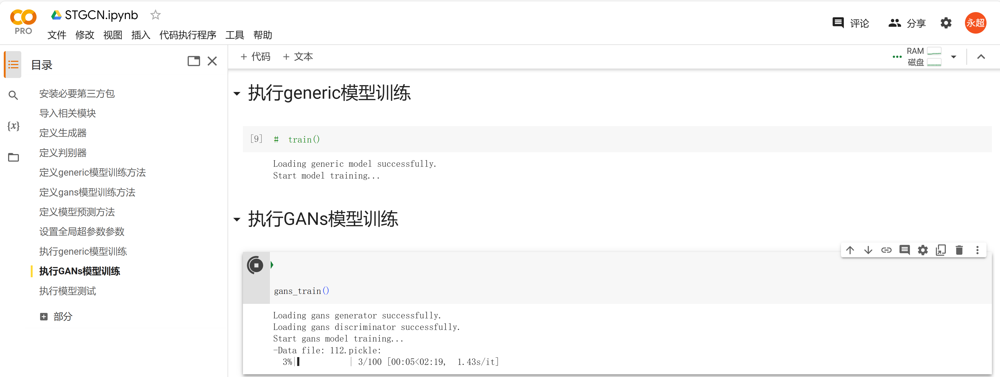 STGCN.ipynb
PRO
文件 修改 视图 插入 代码执行程序 工具 帮助
评论 分享 永超
目录
安装必要第三方包
导入相关模块
定义生成器
定义判别器
定义generic模型训练方法
定义gans模型训练方法
定义模型预测方法
设置全局超参数参数
执行generic模型训练
执行GANs模型训练
执行模型测试
部分
{x}
+ 代码 + 文本
RAM
磁盘
执行generic模型训练
[9] # train()
Loading generic model successfully.
Start model training...
执行GANs模型训练
gans_train()
Loading gans generator successfully.
Loading gans discriminator successfully.
Start gans model training...
-Data file: 112.pickle:
3%|▌ | 3/100 [00:05<02:19, 1.43s/it]